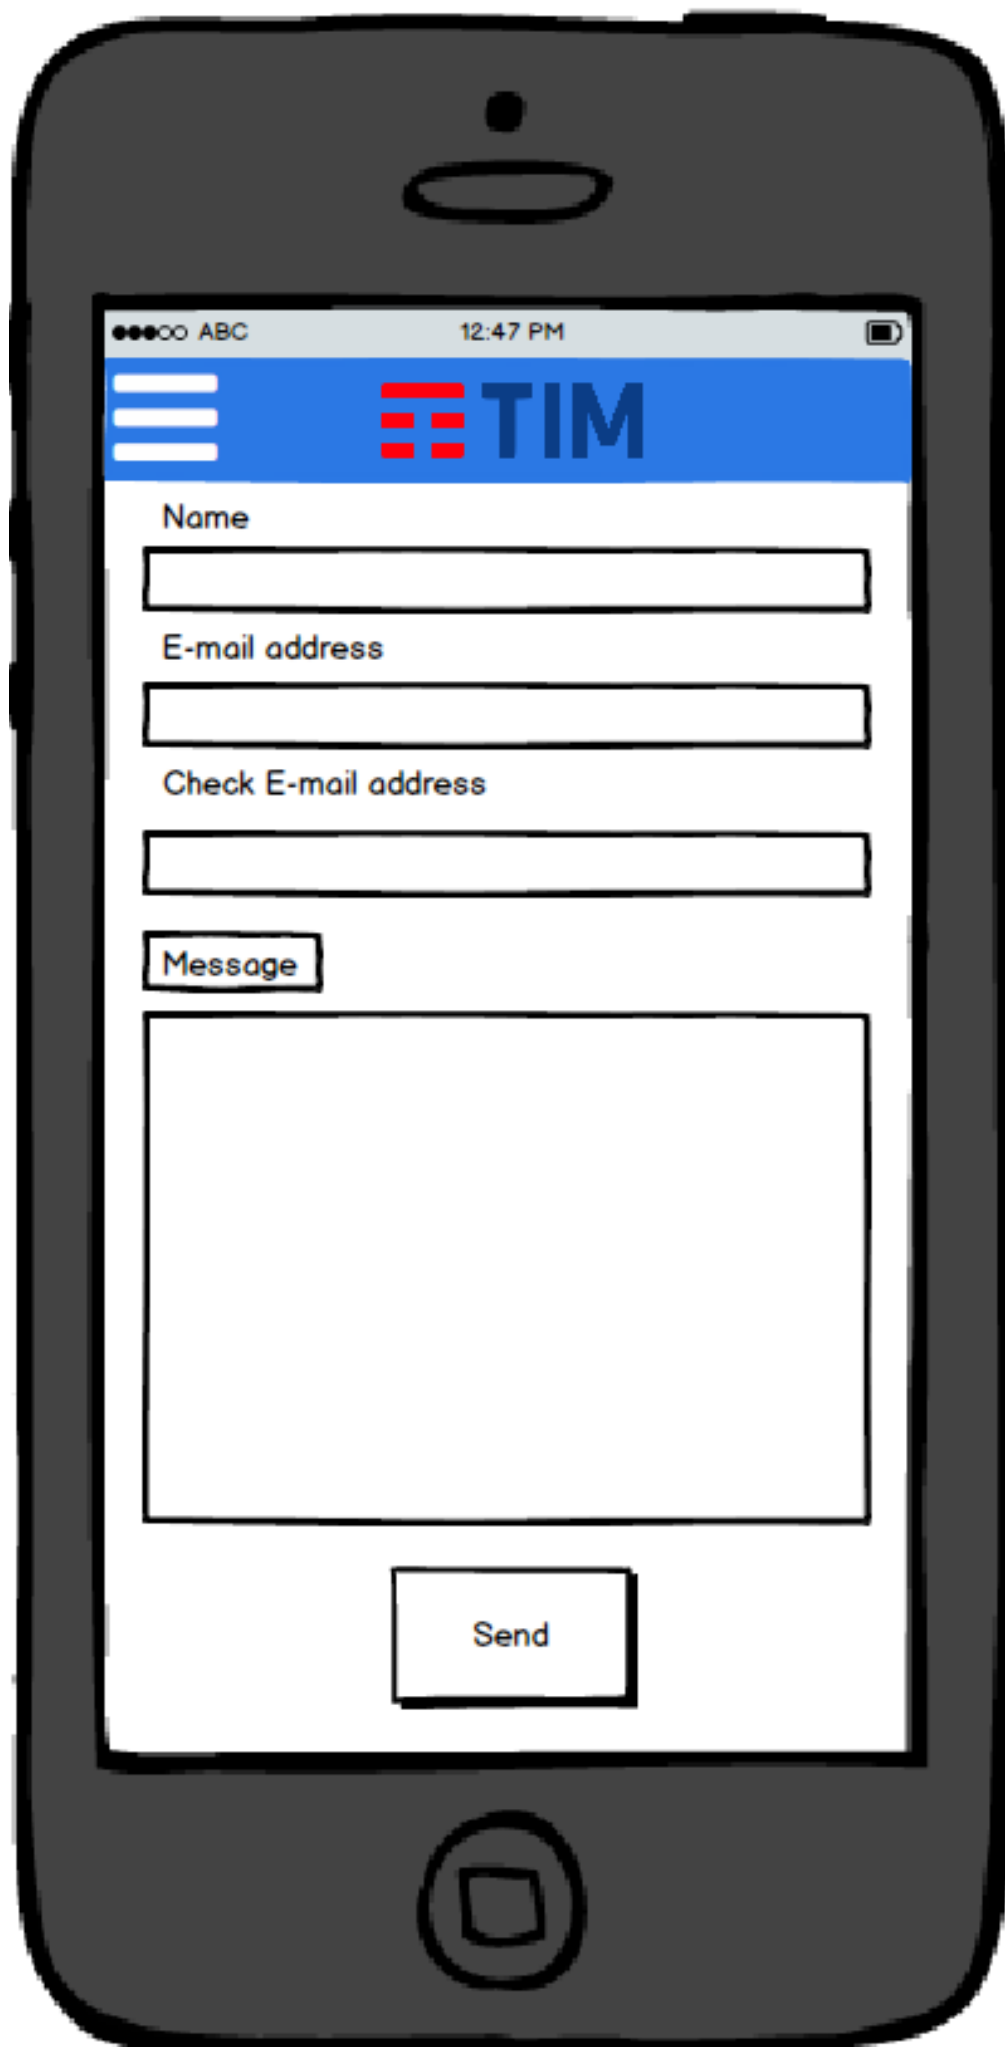 ABC 12:47 PM
TIM
Name
E-mail address
Check E-mail address
Message
Send